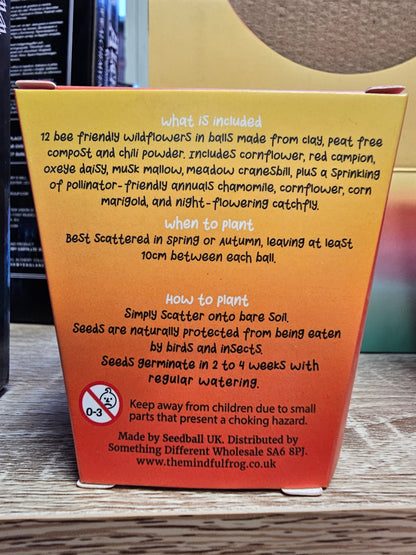 What is included
12 bee friendly wildflowers in balls made from clay, peat free
compost and chili powder. Includes cornflower, red campion,
oxeye daisy, musk mallow, meadow cranesbill, plus a sprinkling
of pollinator-friendly annuals chamomile, cornflower, corn
marigold, and night-flowering catchfly.
When to plant
Best scattered in spring or autumn, leaving at least
10cm between each ball.
How to plant
Simply scatter onto bare soil.
Seeds are naturally protected from being eaten
by birds and insects.
Seeds germinate in 2 to 4 weeks with
regular watering.
0-3
Keep away from children due to small
parts that present a choking hazard.
Made by Seedball UK. Distributed by
Something Different Wholesale SA6 8PJ.
www.themindfulfrog.co.uk